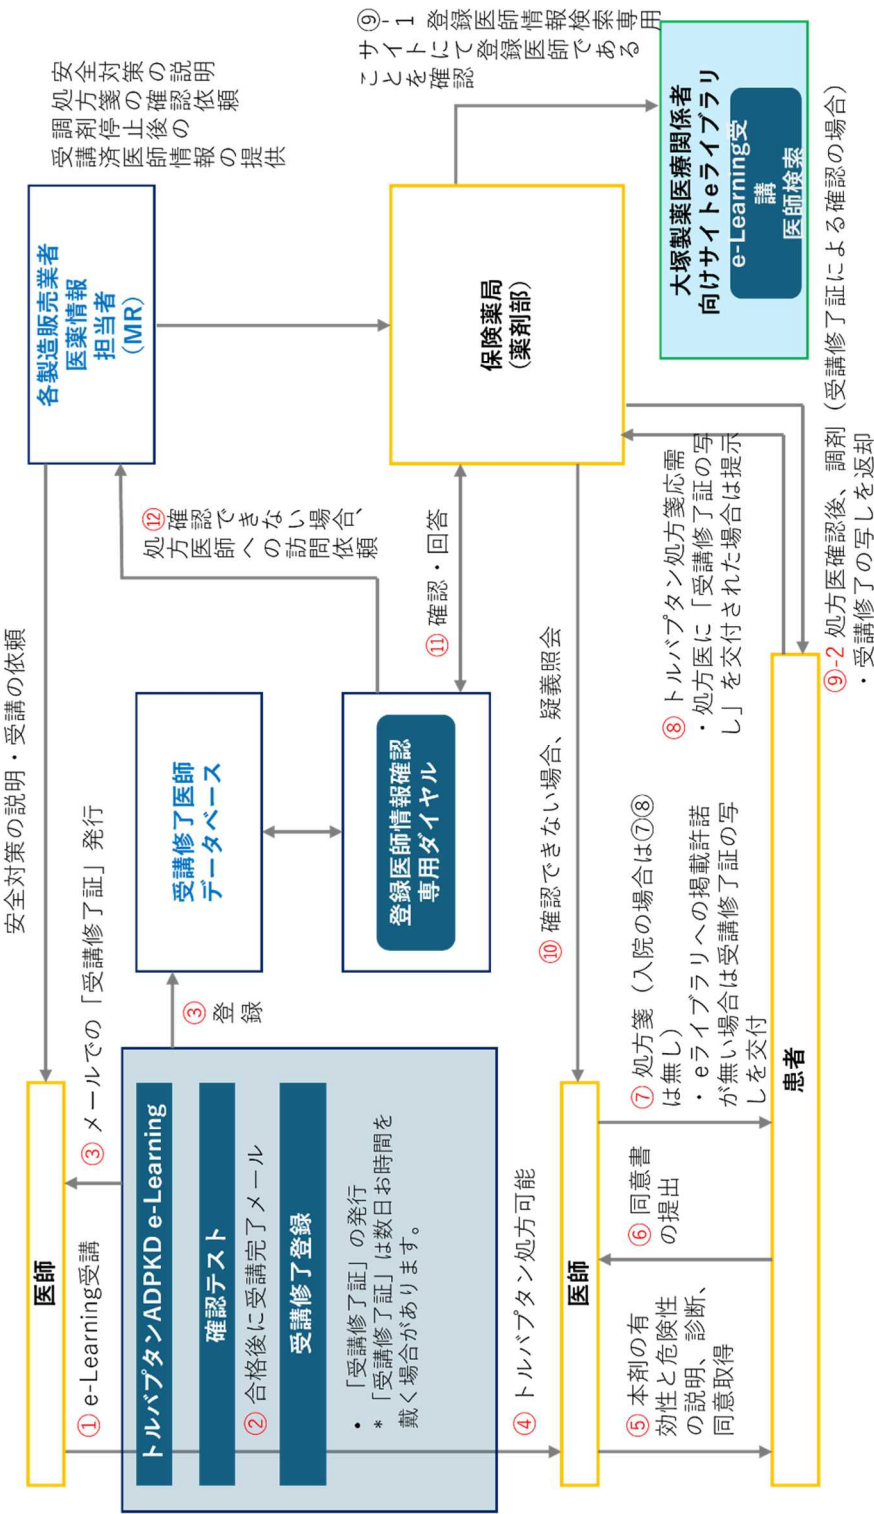 医師
① e-Learning受講
③ メールでの「受講修了証」発行
安全対策の説明・受講の依頼
トルバプタンADPKD e-Learning
確認テスト
② 合格後に受講完了メール
受講修了登録
• 「受講修了証」の発行
* 「受講修了証」は数日お時間を
戴く場合があります。
③
登
録
受講修了医師
データベース
登録医師情報確認
専用ダイヤル
⑫確認できない場合、
処方医師への訪問依
頼
各製造販売業者
医薬情報
担当者
(MR)
安全対策の説明
処方箋の確認依頼
調剤停止後の
受講済医師情報の提
供
⑪ 確認・回答
保険薬局
(薬剤部)
⑨-1 登録医師情報検索専用
サイトにて登録医師である
ことを確認
大塚製薬医療関係者
向けサイトeライブラリ
e-Learning受
講
医師検索
④ トルバプタン処方可能
⑩ 確認できない場合、疑義照会
医師
⑤ 本剤の有
効性と危険性
の説明、診断、
同意取得
⑥ 同意書
の提出
⑦ 処方箋（入院の場合は⑦⑧
は無し）
・ eライブラリへの掲載許諾
が無い場合は受講修了証の写
しを交付
⑧ トルバプタン処方箋応需
・処方医に「受講修了証の写
し」を交付された場合は提示
患者
⑨-2 処方医確認後、調剤（受講修了証による確認の場合）
・受講修了の写しを返却